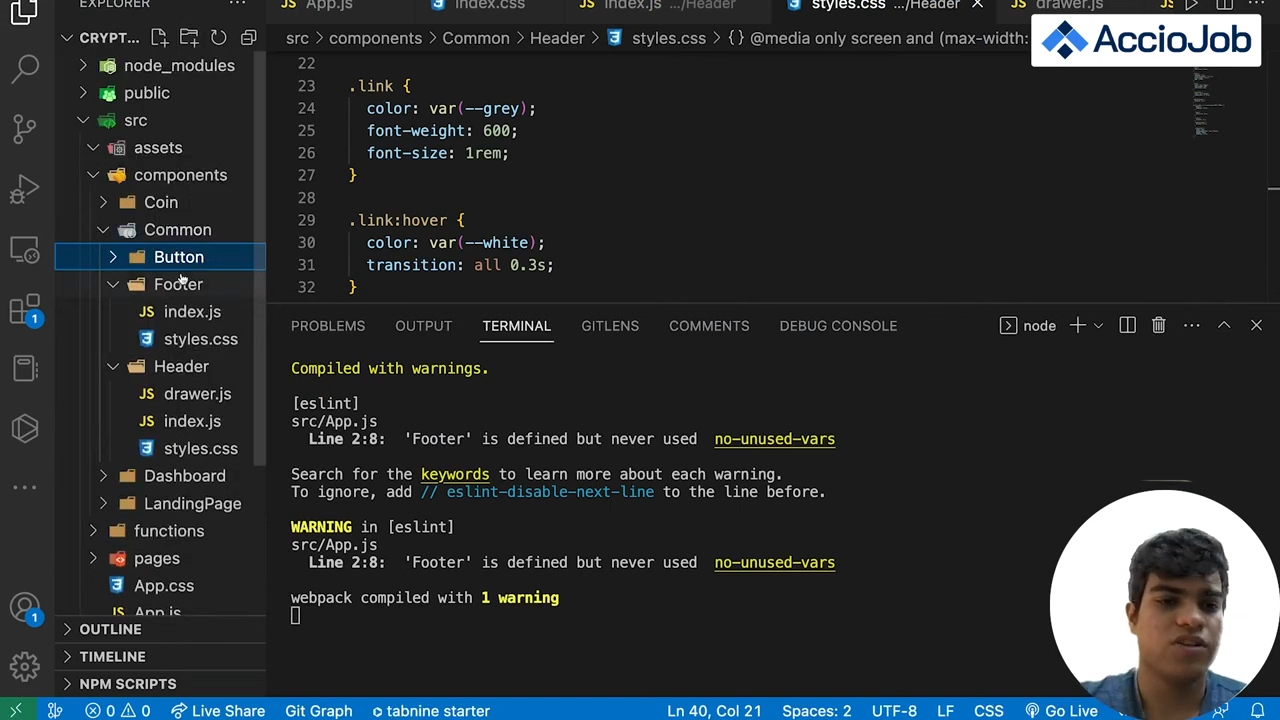 EXPLORER
App.js
index.css
index.js .../Header
styles.css .../Header
drawer.js
AccioJob
CRYPT...
src > components > Common > Header > styles.css > {} @media only screen and (max-width:
node_modules
public
src
assets
components
Coin
Common
Button
Footer
index.js
styles.css
Header
drawer.js
index.js
styles.css
Dashboard
LandingPage
functions
pages
App.css
App.js
OUTLINE
TIMELINE
NPM SCRIPTS
22
23 .link {
24 color: var(--grey);
25 font-weight: 600;
26 font-size: 1rem;
27 }
28
29 .link:hover {
30 color: var(--white);
31 transition: all 0.3s;
32 }
PROBLEMS OUTPUT TERMINAL GITLENS COMMENTS DEBUG CONSOLE
node
Compiled with warnings.
[eslint]
src/App.js
Line 2:8: 'Footer' is defined but never used no-unused-vars
Search for the keywords to learn more about each warning.
To ignore, add // eslint-disable-next-line to the line before.
WARNING in [eslint]
src/App.js
Line 2:8: 'Footer' is defined but never used no-unused-vars
webpack compiled with 1 warning
1
1
0 0 Live Share Git Graph tabnine starter Ln 40, Col 21 Spaces: 2 UTF-8 LF CSS Go Live